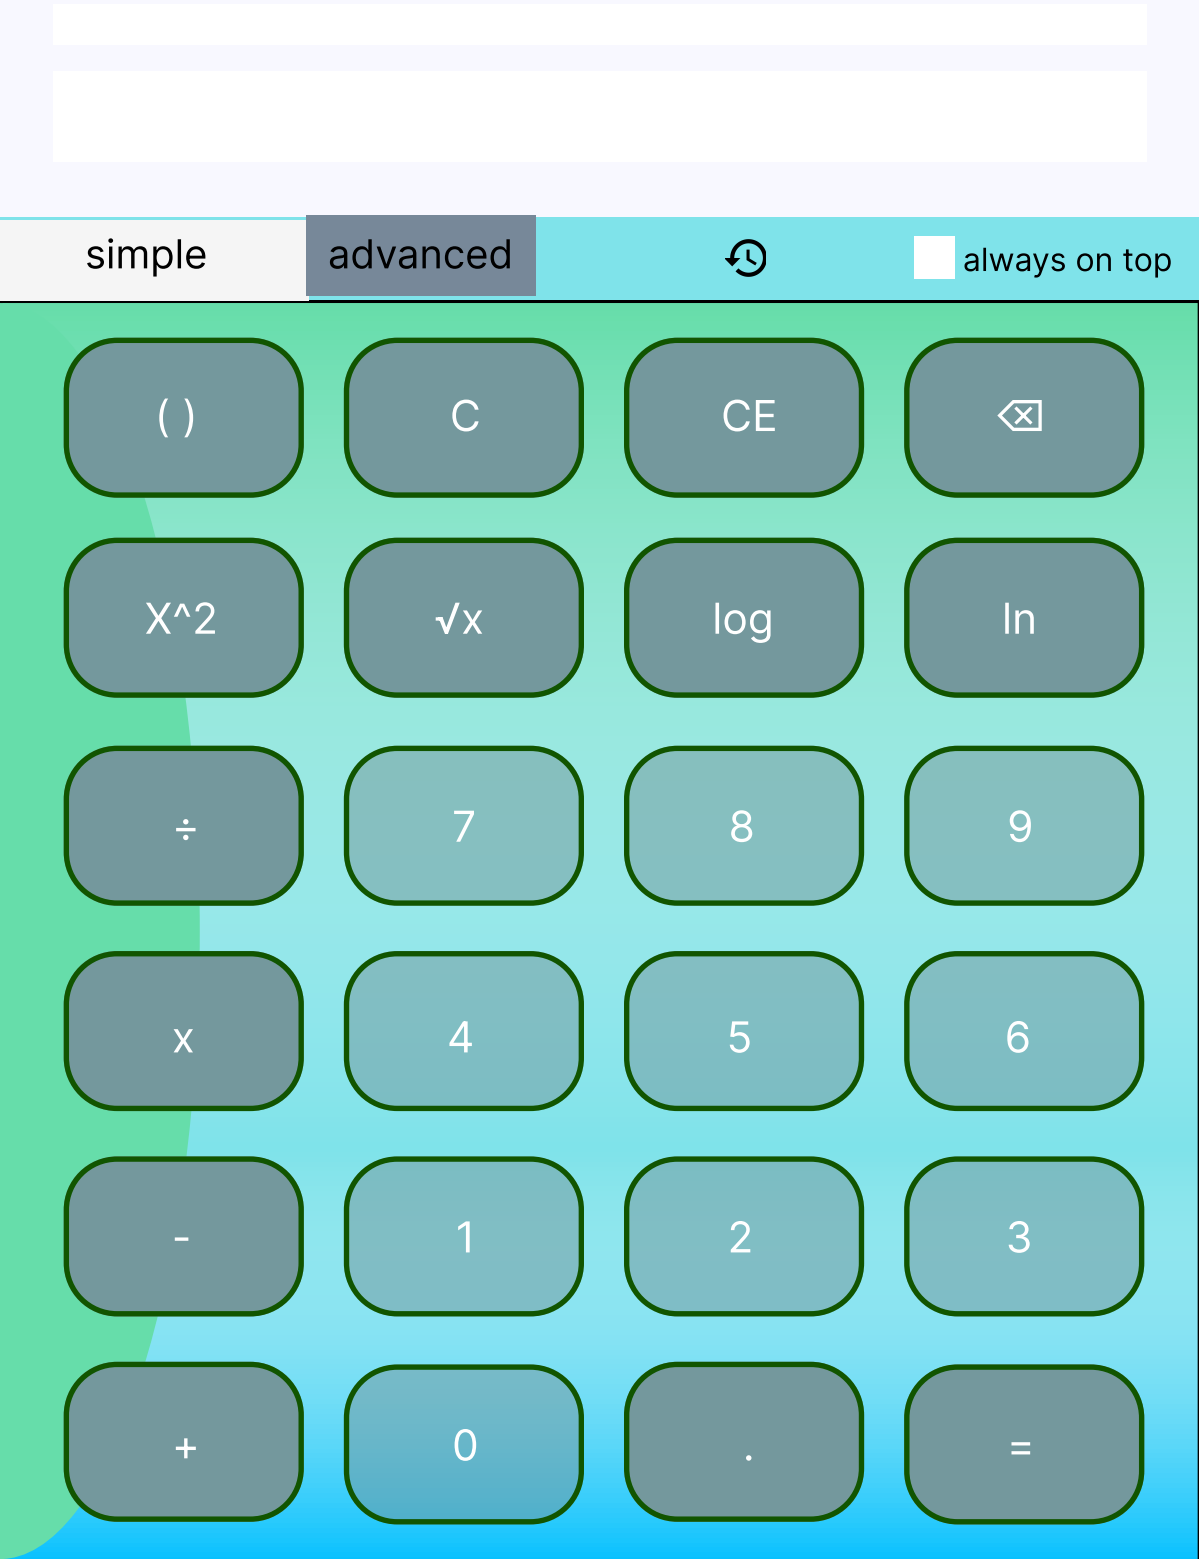 simple advanced always on top
( ) C CE
X^2 √x log ln
÷ 7 8 9
x 4 5 6
- 1 2 3
+ 0 . =